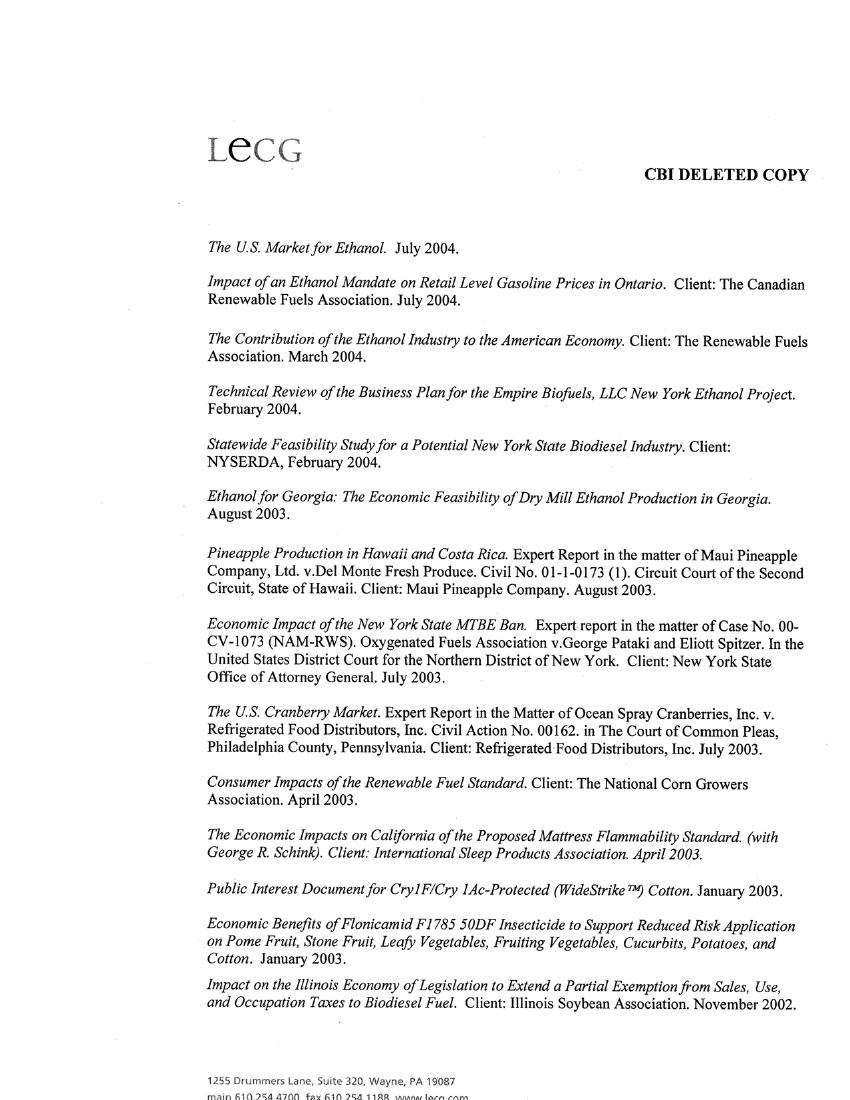 LECG
CBI DELETED COPY
The U.S. Market for Ethanol. July 2004.
Impact of an Ethanol Mandate on Retail Level Gasoline Prices in Ontario. Client: The Canadian
Renewable Fuels Association. July 2004.
The Contribution of the Ethanol Industry to the American Economy. Client: The Renewable Fuels
Association. March 2004.
Technical Review of the Business Plan for the Empire Biofuels, LLC New York Ethanol Project.
February 2004.
Statewide Feasibility Study for a Potential New York State Biodiesel Industry. Client:
NYSERDA, February 2004.
Ethanol for Georgia: The Economic Feasibility of Dry Mill Ethanol Production in Georgia.
August 2003.
Pineapple Production in Hawaii and Costa Rica. Expert Report in the matter of Maui Pineapple
Company, Ltd. v.Del Monte Fresh Produce. Civil No. 01-1-0173 (1). Circuit Court of the Second
Circuit, State of Hawaii. Client: Maui Pineapple Company. August 2003.
Economic Impact of the New York State MTBE Ban. Expert report in the matter of Case No. 00-
CV-1073 (NAM-RWS). Oxygenated Fuels Association v.George Pataki and Eliott Spitzer. In the
United States District Court for the Northern District of New York. Client: New York State
Office of Attorney General. July 2003.
The U.S. Cranberry Market. Expert Report in the Matter of Ocean Spray Cranberries, Inc. v.
Refrigerated Food Distributors, Inc. Civil Action No. 00162. in The Court of Common Pleas,
Philadelphia County, Pennsylvania. Client: Refrigerated Food Distributors, Inc. July 2003.
Consumer Impacts of the Renewable Fuel Standard. Client: The National Corn Growers
Association. April 2003.
The Economic Impacts on California of the Proposed Mattress Flammability Standard. (with
George R. Schink). Client: International Sleep Products Association. April 2003.
Public Interest Document for Cry1F/Cry 1Ac-Protected (WideStrike™) Cotton. January 2003.
Economic Benefits of Flonicamid F1785 50DF Insecticide to Support Reduced Risk Application
on Pome Fruit, Stone Fruit, Leafy Vegetables, Fruiting Vegetables, Cucurbits, Potatoes, and
Cotton. January 2003.
Impact on the Illinois Economy of Legislation to Extend a Partial Exemption from Sales, Use,
and Occupation Taxes to Biodiesel Fuel. Client: Illinois Soybean Association. November 2002.
1255 Drummers Lane, Suite 320, Wayne, PA 19087
main 610.254.4700 fax 610.254.1188 www.lecg.com